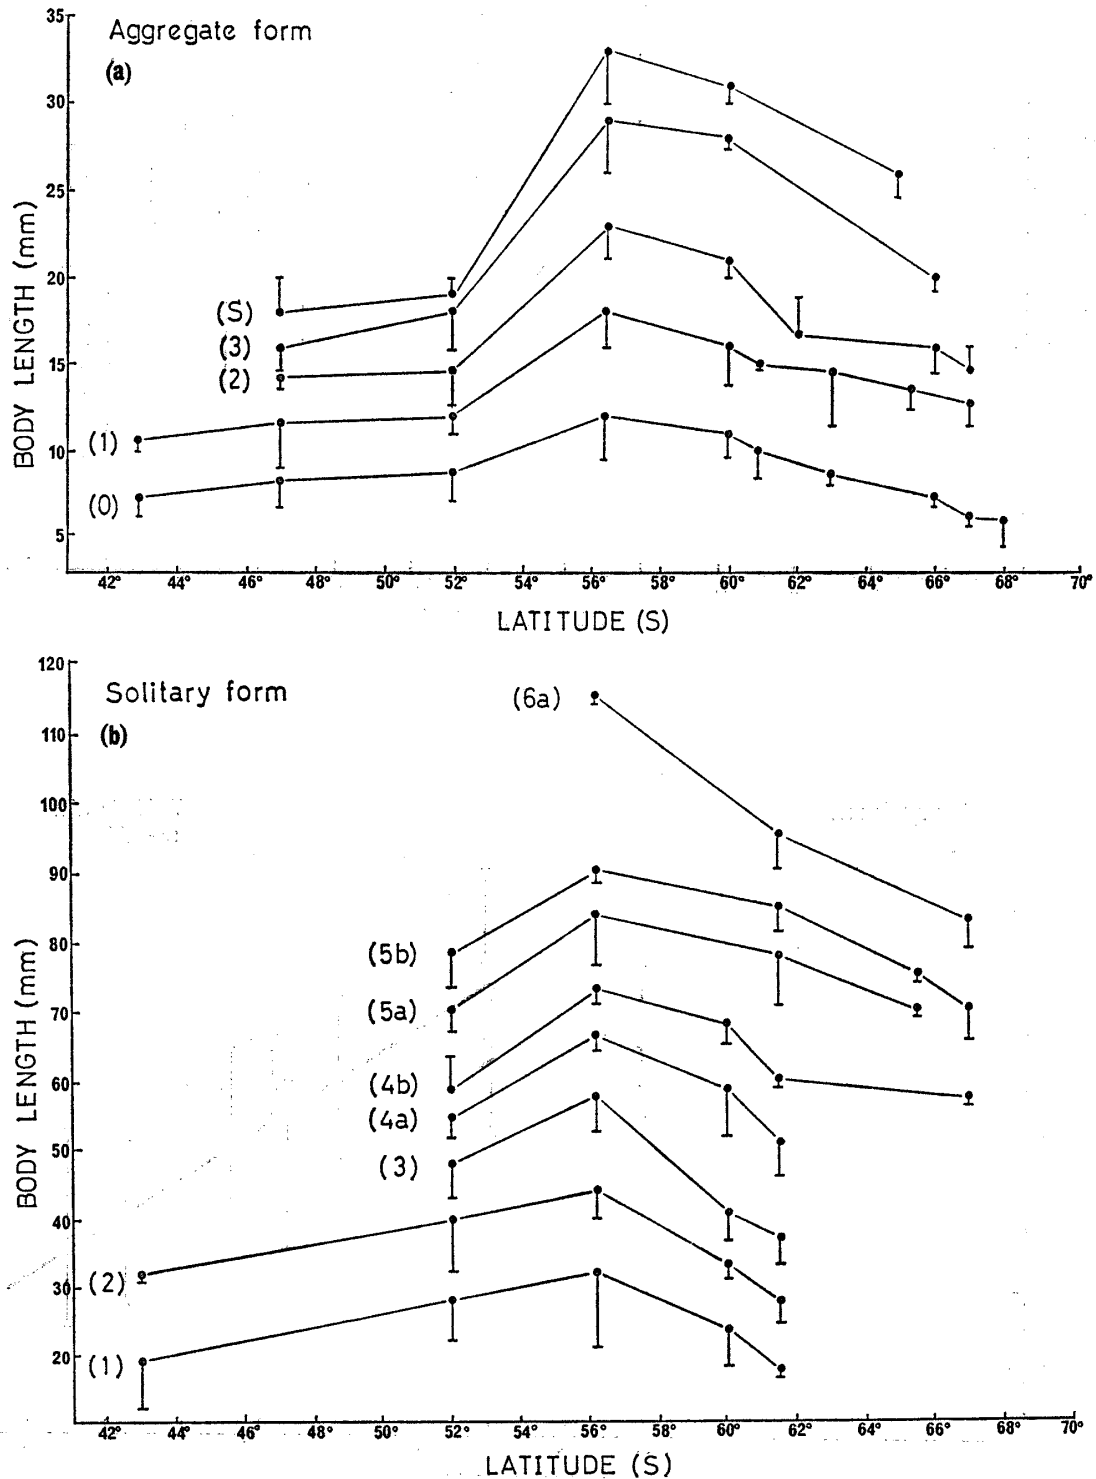 35
Aggregate form
(a)
30
25
20
15
10
5
BODY LENGTH (mm)
(S)
(3)
(2)
(1)
(0)
42° 44° 46° 48° 50° 52° 54° 56° 58° 60° 62° 64° 66° 68° 70°
LATITUDE (S)
120
Solitary form
(b)
110
100
90
80
70
60
50
40
30
20
BODY LENGTH (mm)
(6a)
(5b)
(5a)
(4b)
(4a)
(3)
(2)
(1)
42° 44° 46° 48° 50° 52° 54° 56° 58° 60° 62° 64° 66° 68° 70°
LATITUDE (S)